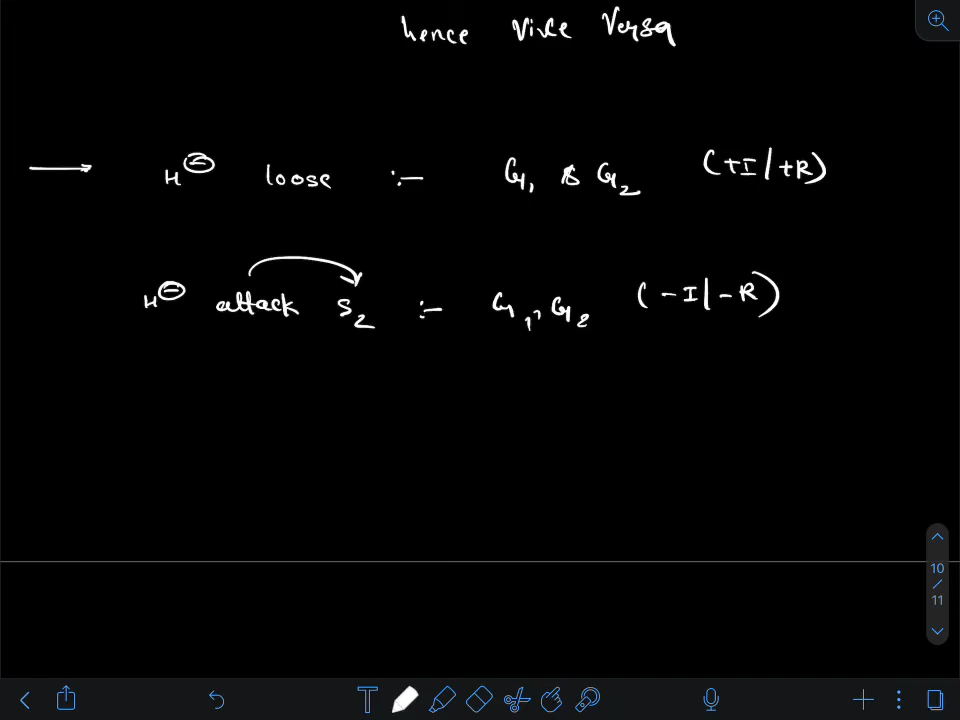 hence Vice Versa
→ H⊖ loose :- G₁ & G₂ (+I/+R)
H⊖ attack S₂ :- G₁, G₂ (-I/-R)
10
/
11
T